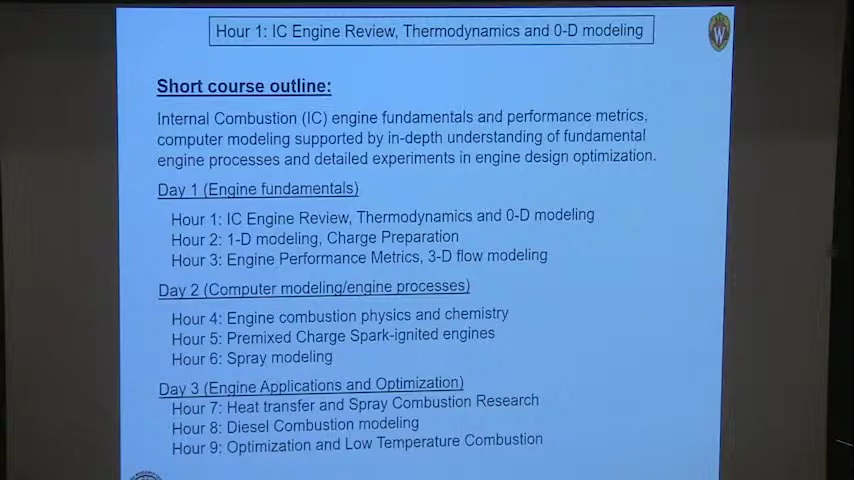 Hour 1: IC Engine Review, Thermodynamics and 0-D modeling
W
Short course outline:
Internal Combustion (IC) engine fundamentals and performance metrics,
computer modeling supported by in-depth understanding of fundamental
engine processes and detailed experiments in engine design optimization.
Day 1 (Engine fundamentals)
Hour 1: IC Engine Review, Thermodynamics and 0-D modeling
Hour 2: 1-D modeling, Charge Preparation
Hour 3: Engine Performance Metrics, 3-D flow modeling
Day 2 (Computer modeling/engine processes)
Hour 4: Engine combustion physics and chemistry
Hour 5: Premixed Charge Spark-ignited engines
Hour 6: Spray modeling
Day 3 (Engine Applications and Optimization)
Hour 7: Heat transfer and Spray Combustion Research
Hour 8: Diesel Combustion modeling
Hour 9: Optimization and Low Temperature Combustion